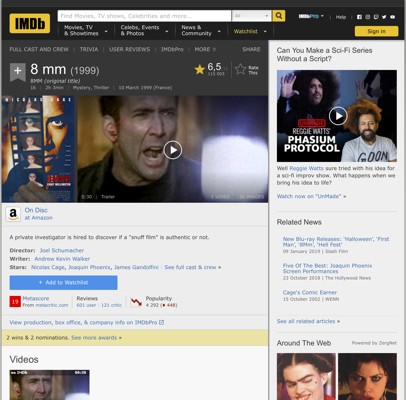 IMDb
Find Movies, TV shows, Celebrities and more...
All
Movies, TV & Showtimes
Celebs, Events & Photos
News & Community
Watchlist
IMDbPro
Help
Sign in
FULL CAST AND CREW | TRIVIA | USER REVIEWS | IMDbPro | MORE
SHARE
8 mm (1999)
8MM (original title)
16 | 2h 3min | Mystery, Thriller | 10 March 1999 (France)
6,5
Rate This
0:30 | Trailer
On Disc
at Amazon
A private investigator is hired to discover if a "snuff film" is authentic or not.
Director: Joel Schumacher
Writer: Andrew Kevin Walker
Stars: Nicolas Cage, Joaquin Phoenix, James Gandolfini | See full cast & crew »
+ Add to Watchlist
19 Metascore
From metacritic.com
Reviews
601 user | 121 critic
Popularity
4 292 (448)
View production, box office, & company info on IMDbPro
2 wins & 2 nominations. See more awards »
Videos
Can You Make a Sci-Fi Series
Without a Script?
REGGIE WATTS'
PHASIUM
PROTOCOL
Well Reggie Watts sure tried with his idea for
a sci-fi improv show. What happens when we
bring his idea to life?
Watch now on "UnMade" »
Related News
New Blu-ray Releases: 'Halloween', 'First
Man', '8Mm', 'Hell Fest'
09 January 2019 | Slash Film
Five Of The Best: Joaquin Phoenix
Screen Performances
23 October 2018 | The Hollywood News
Cage's Comic Earner
15 October 2002 | WENN
See all related articles »
Around The Web
Powered by ZergNet